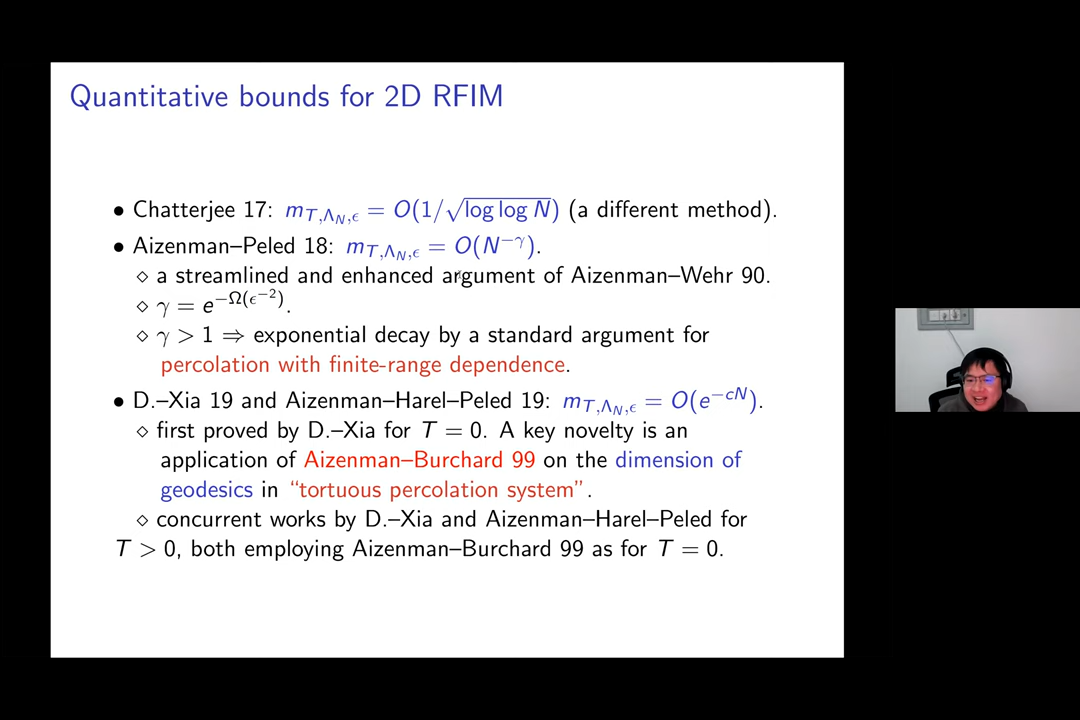 Quantitative bounds for 2D RFIM
• Chatterjee 17: m_{T,Λ_N,ϵ} = O(1/√(log log N)) (a different method).
• Aizenman–Peled 18: m_{T,Λ_N,ϵ} = O(N^{−γ}).
⋄ a streamlined and enhanced argument of Aizenman–Wehr 90.
⋄ γ = e^{−Ω(ϵ^{−2})}.
⋄ γ > 1 ⇒ exponential decay by a standard argument for
percolation with finite-range dependence.
• D.–Xia 19 and Aizenman–Harel–Peled 19: m_{T,Λ_N,ϵ} = O(e^{−cN}).
⋄ first proved by D.–Xia for T = 0. A key novelty is an
application of Aizenman–Burchard 99 on the dimension of
geodesics in “tortuous percolation system”.
⋄ concurrent works by D.–Xia and Aizenman–Harel–Peled for
T > 0, both employing Aizenman–Burchard 99 as for T = 0.